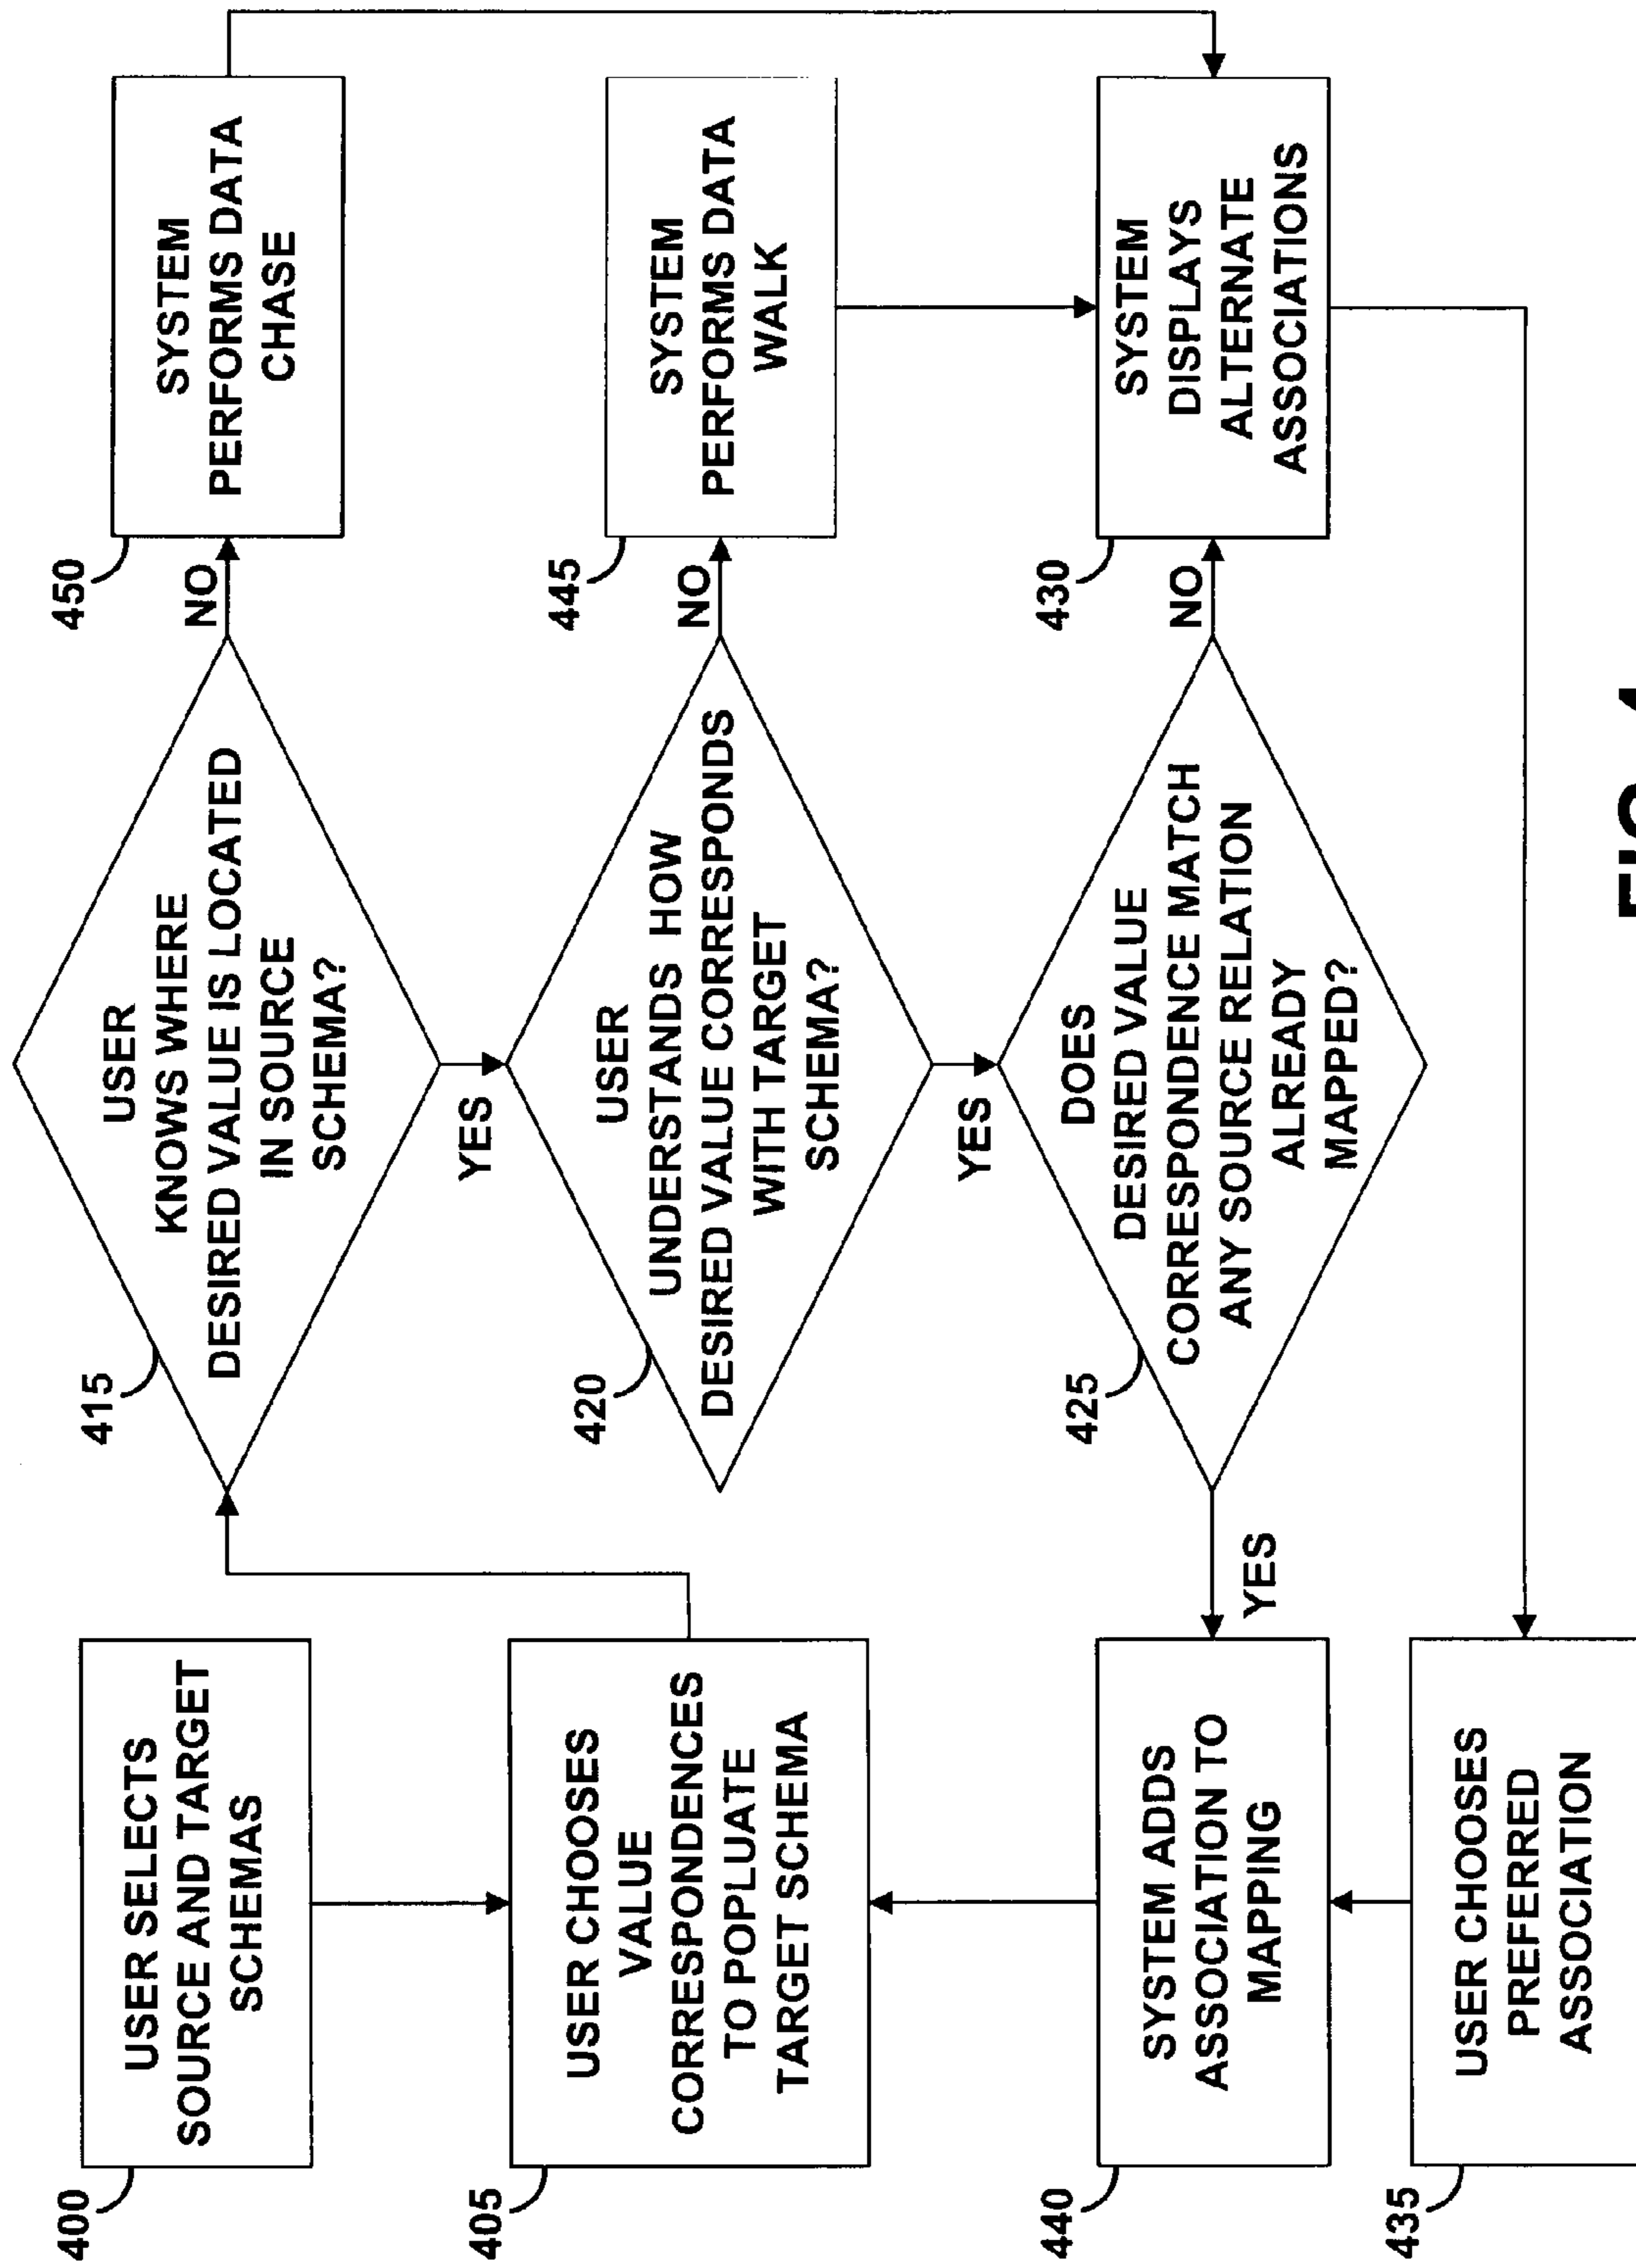 400
USER SELECTS
SOURCE AND TARGET
SCHEMAS
405
USER CHOOSES
VALUE
CORRESPONDENCES
TO POPLUATE
TARGET SCHEMA
415
USER
KNOWS WHERE
DESIRED VALUE IS LOCATED
IN SOURCE
SCHEMA?
NO
YES
450
SYSTEM
PERFORMS DATA
CHASE
420
USER
UNDERSTANDS HOW
DESIRED VALUE CORRESPONDS
WITH TARGET
SCHEMA?
NO
YES
445
SYSTEM
PERFORMS DATA
WALK
425
DOES
DESIRED VALUE
CORRESPONDENCE MATCH
ANY SOURCE RELATION
ALREADY
MAPPED?
NO
YES
430
SYSTEM
DISPLAYS
ALTERNATE
ASSOCIATIONS
440
SYSTEM ADDS
ASSOCIATION TO
MAPPING
435
USER CHOOSES
PREFERRED
ASSOCIATION